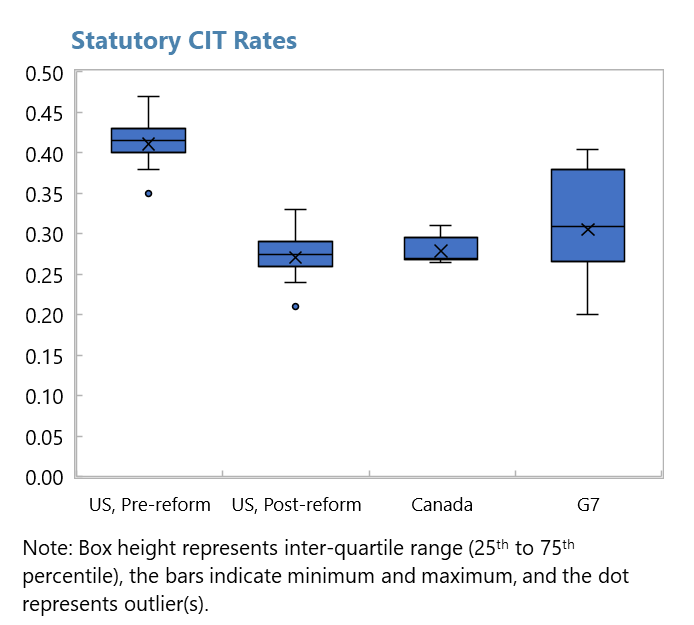 Statutory CIT Rates
0.50
0.45
0.40
0.35
0.30
0.25
0.20
0.15
0.10
0.05
0.00
US, Pre-reform US, Post-reform Canada G7
Note: Box height represents inter-quartile range (25th to 75th
percentile), the bars indicate minimum and maximum, and the dot
represents outlier(s).